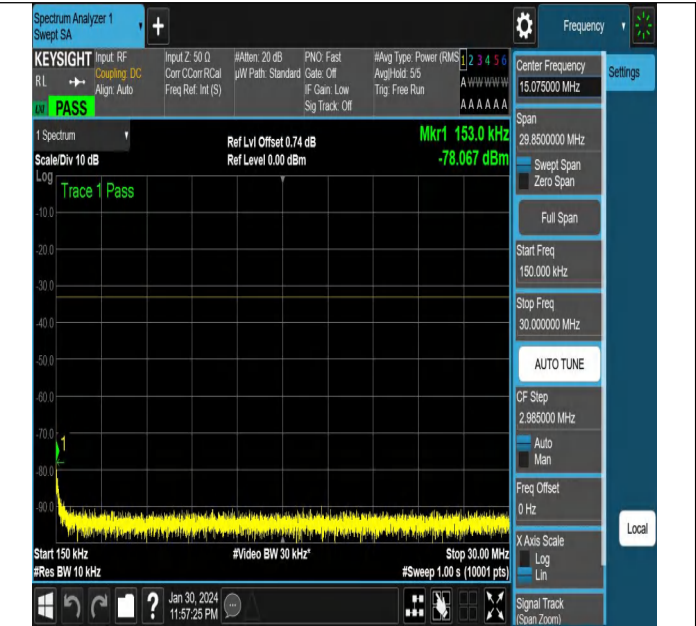 Spectrum Analyzer 1
Swept SA
Frequency
KEYSIGHT
RL
LXI PASS
Input: RF
Coupling: DC
Align: Auto
Input Z: 50 Ω
Corr CCorr RCal
Freq Ref: Int (S)
#Atten: 20 dB
µW Path: Standard
PNO: Fast
Gate: Off
IF Gain: Low
Sig Track: Off
#Avg Type: Power (RMS
Avg|Hold: 5/5
Trig: Free Run
1 2 3 4 5 6
A W W W W W
A A A A A A
1 Spectrum
Scale/Div 10 dB
Ref Lvl Offset 0.74 dB
Ref Level 0.00 dBm
Mkr1 153.0 kHz
-78.067 dBm
Log
Trace 1 Pass
-10.0
-20.0
-30.0
-40.0
-50.0
-60.0
-70.0
1
-80.0
-90.0
Start 150 kHz
#Res BW 10 kHz
#Video BW 30 kHz*
Stop 30.00 MHz
#Sweep 1.00 s (10001 pts)
Jan 30, 2024
11:57:25 PM
Center Frequency
15.075000 MHz
Settings
Span
29.8500000 MHz
Swept Span
Zero Span
Full Span
Start Freq
150.000 kHz
Stop Freq
30.000000 MHz
AUTO TUNE
CF Step
2.985000 MHz
Auto
Man
Freq Offset
0 Hz
X Axis Scale
Log
Lin
Local
Signal Track
(Span Zoom)